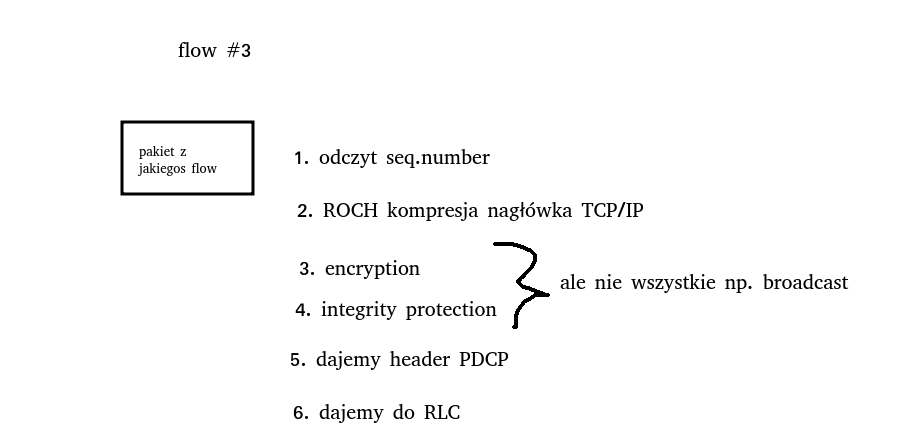 flow #3
pakiet z
jakiegos flow
1. odczyt seq.number
2. ROCH kompresja nagłówka TCP/IP
3. encryption
ale nie wszystkie np. broadcast
4. integrity protection
5. dajemy header PDCP
6. dajemy do RLC